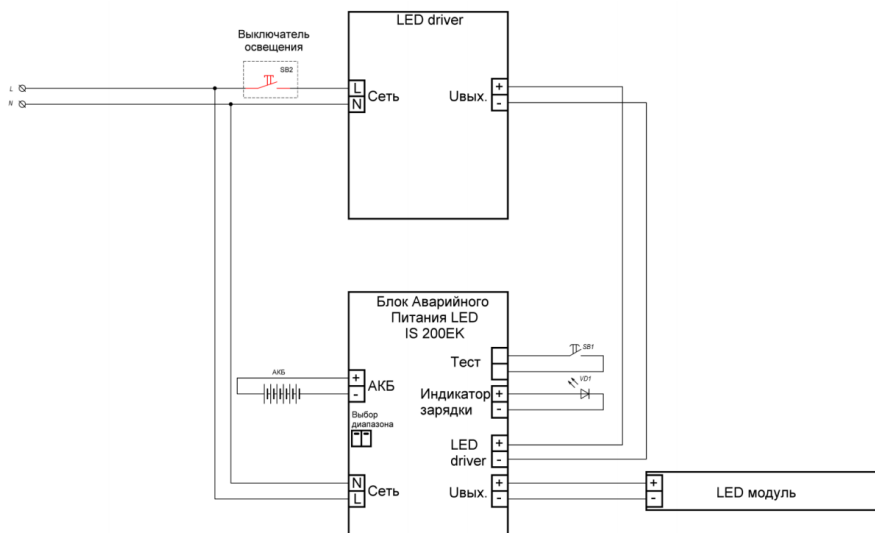 LED driver
Выключатель
освещения
SB2
L
N
L
N
Сеть
Uвых.
+
-
Блок Аварийного
Питания LED
IS 200EK
Тест
SB1
АКБ
+
-
АКБ
Индикатор
зарядки
+
-
VD1
Выбор
диапазона
LED
driver
+
-
N
L
Сеть
Uвых.
+
-
+
-
LED модуль